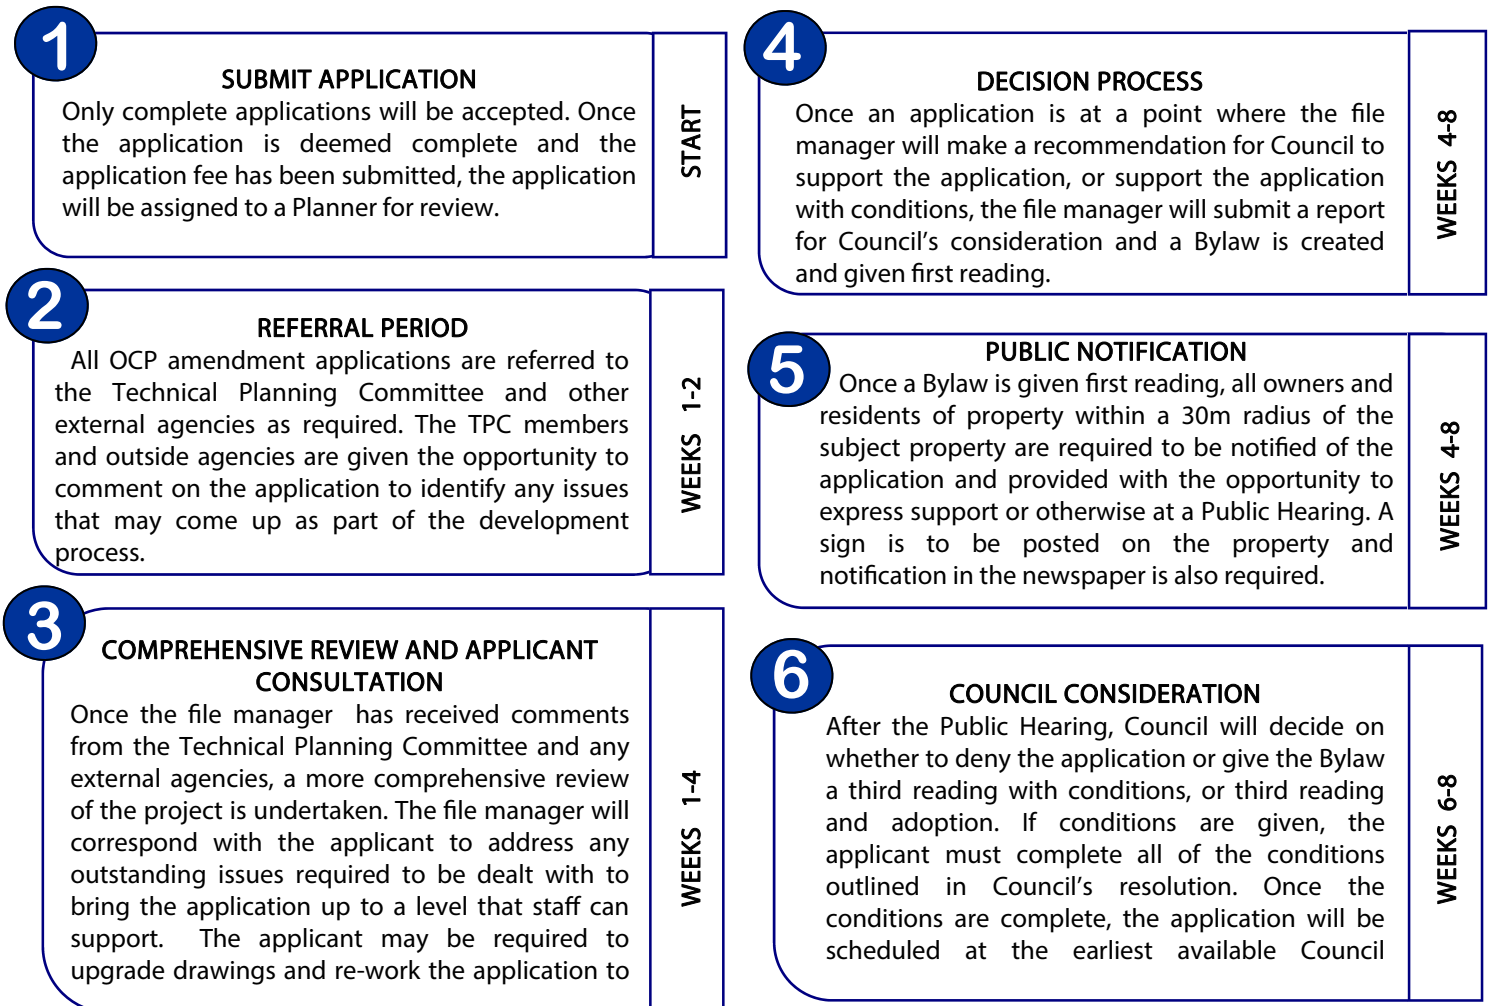 1
SUBMIT APPLICATION
Only complete applications will be accepted. Once
the application is deemed complete and the
application fee has been submitted, the application
will be assigned to a Planner for review.
START
2
REFERRAL PERIOD
All OCP amendment applications are referred to
the Technical Planning Committee and other
external agencies as required. The TPC members
and outside agencies are given the opportunity to
comment on the application to identify any issues
that may come up as part of the development
process.
WEEKS 1-2
3
COMPREHENSIVE REVIEW AND APPLICANT
CONSULTATION
Once the file manager has received comments
from the Technical Planning Committee and any
external agencies, a more comprehensive review
of the project is undertaken. The file manager will
correspond with the applicant to address any
outstanding issues required to be dealt with to
bring the application up to a level that staff can
support. The applicant may be required to
upgrade drawings and re-work the application to
WEEKS 1-4
4
DECISION PROCESS
Once an application is at a point where the file
manager will make a recommendation for Council to
support the application, or support the application
with conditions, the file manager will submit a report
for Council's consideration and a Bylaw is created
and given first reading.
WEEKS 4-8
5
PUBLIC NOTIFICATION
Once a Bylaw is given first reading, all owners and
residents of property within a 30m radius of the
subject property are required to be notified of the
application and provided with the opportunity to
express support or otherwise at a Public Hearing. A
sign is to be posted on the property and
notification in the newspaper is also required.
WEEKS 4-8
6
COUNCIL CONSIDERATION
After the Public Hearing, Council will decide on
whether to deny the application or give the Bylaw
a third reading with conditions, or third reading
and adoption. If conditions are given, the
applicant must complete all of the conditions
outlined in Council's resolution. Once the
conditions are complete, the application will be
scheduled at the earliest available Council
WEEKS 6-8